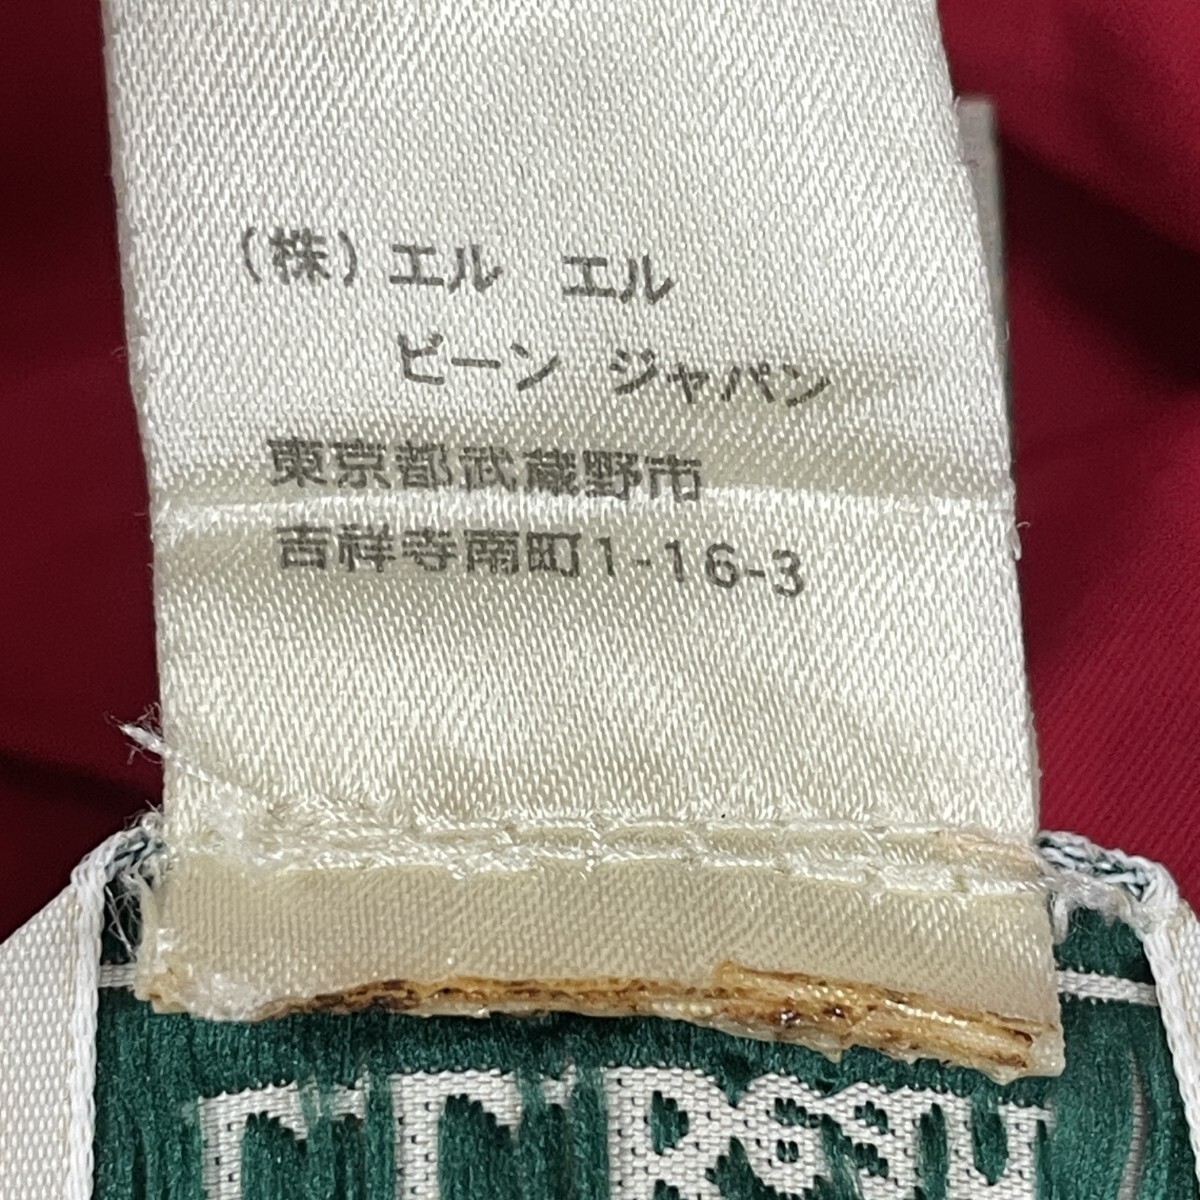 (株) エル エル
ビーン ジャパン
東京都武蔵野市
吉祥寺南町1-16-3
L.L.Bean